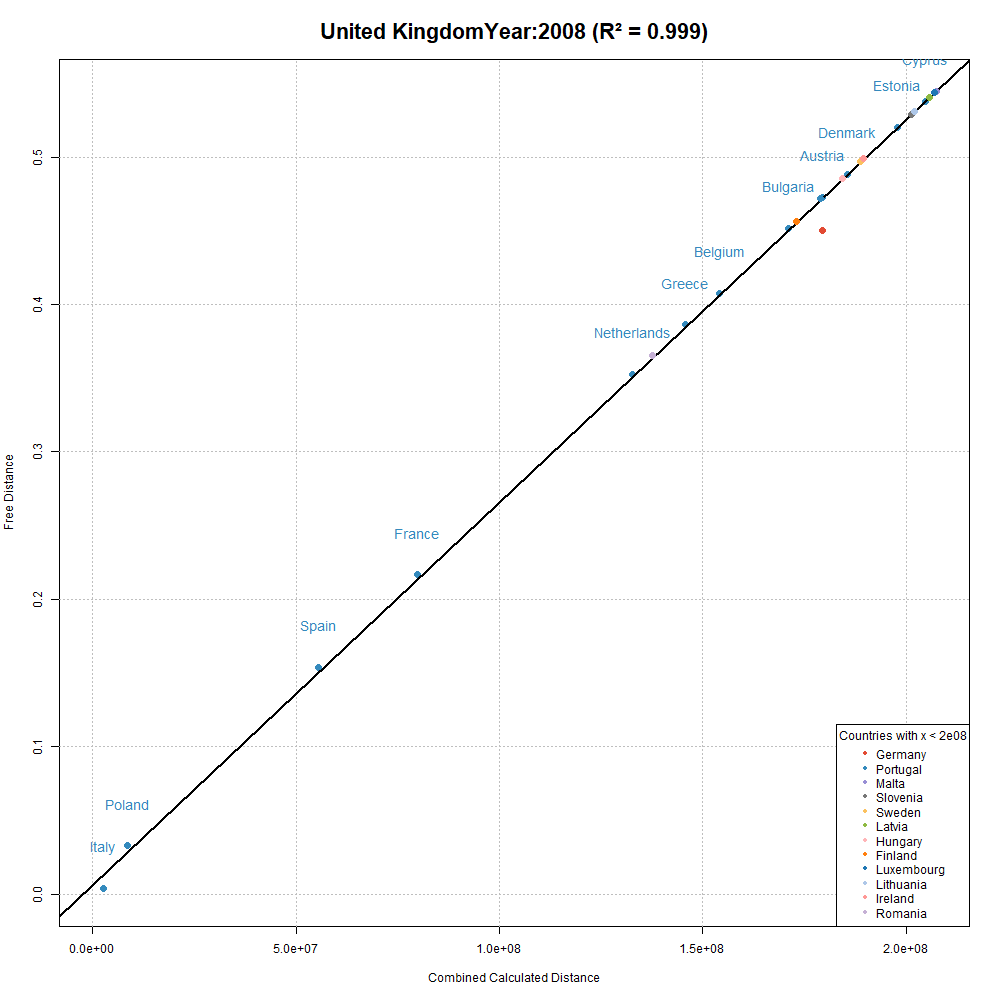 United KingdomYear:2008 (R² = 0.999)
Cyprus
Estonia
Denmark
Austria
Bulgaria
Belgium
Greece
Netherlands
France
Spain
Poland
Italy
0.5
0.4
0.3
0.2
0.1
0.0
Free Distance
Countries with x < 2e08
Germany
Portugal
Malta
Slovenia
Sweden
Latvia
Hungary
Finland
Luxembourg
Lithuania
Ireland
Romania
0.0e+00 5.0e+07 1.0e+08 1.5e+08 2.0e+08
Combined Calculated Distance